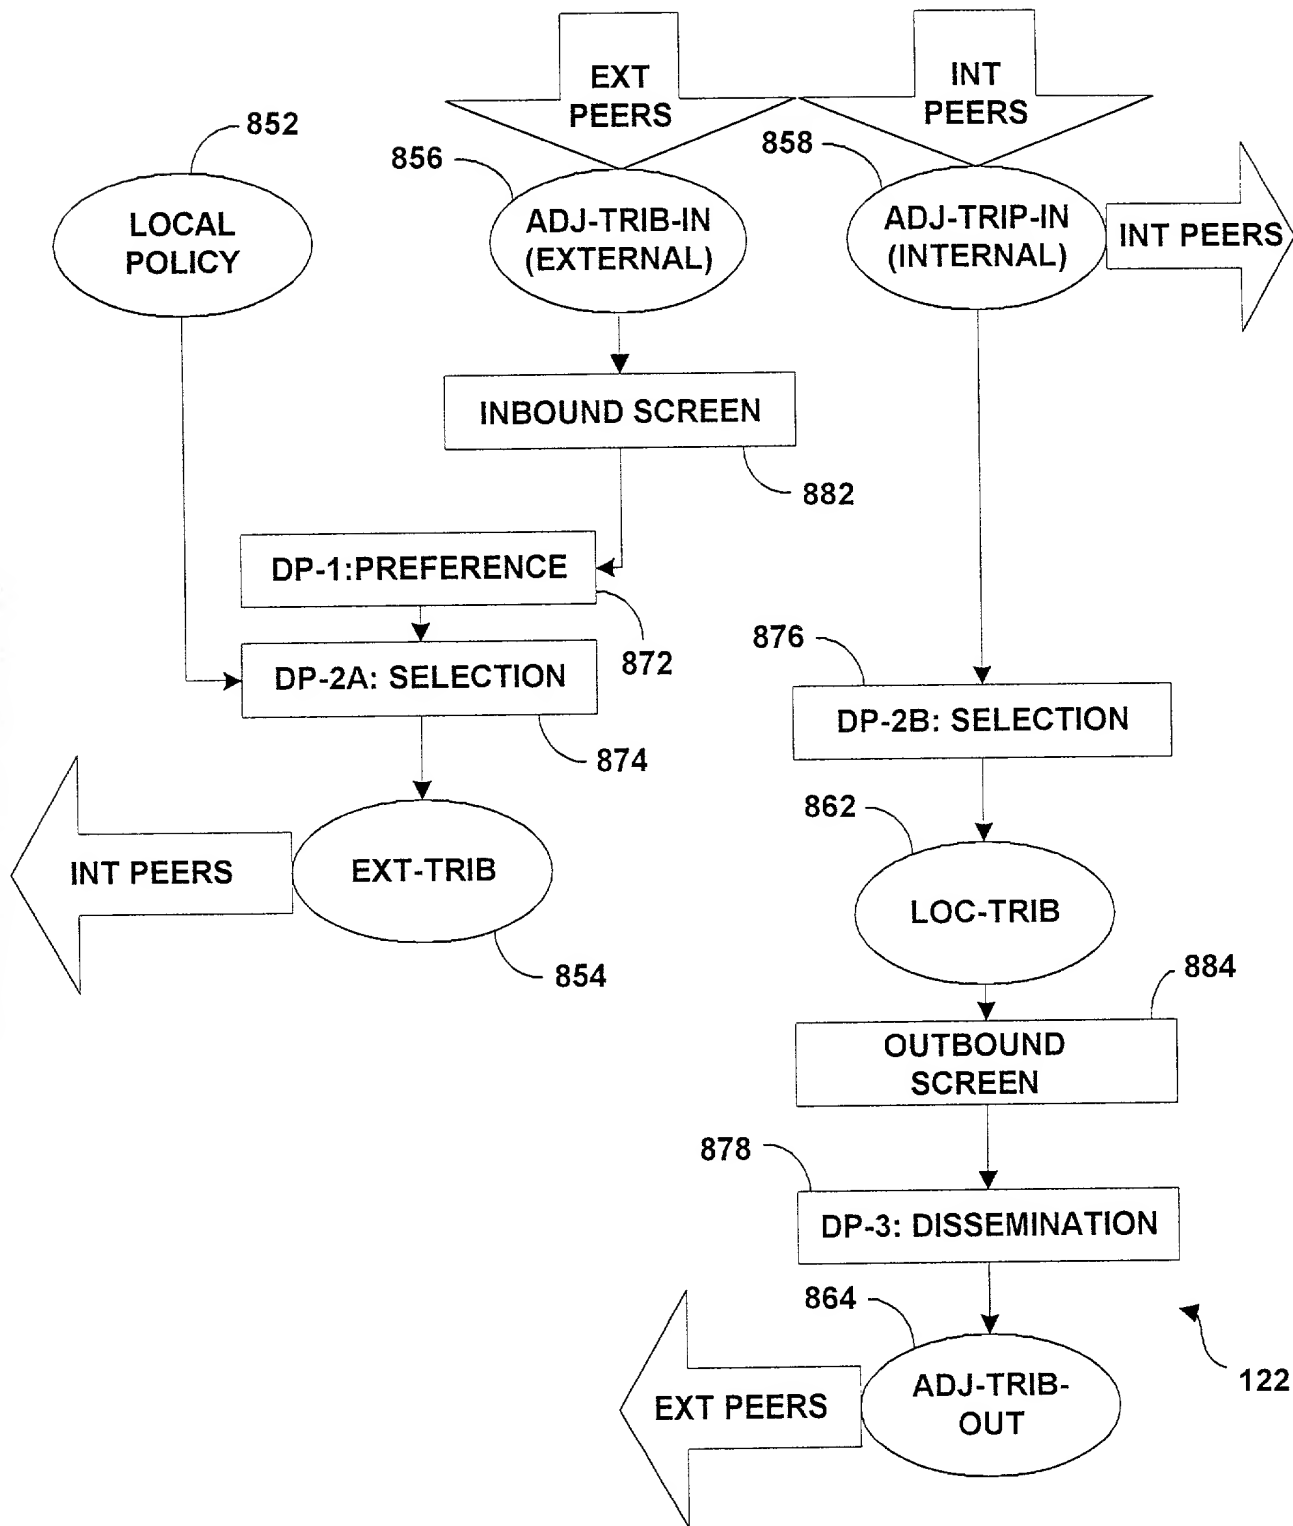 EXT
PEERS
INT
PEERS
852
856
858
LOCAL
POLICY
ADJ-TRIB-IN
(EXTERNAL)
ADJ-TRIP-IN
(INTERNAL)
INT PEERS
INBOUND SCREEN
882
DP-1:PREFERENCE
872
DP-2A: SELECTION
874
876
DP-2B: SELECTION
862
INT PEERS
EXT-TRIB
854
LOC-TRIB
884
OUTBOUND
SCREEN
878
DP-3: DISSEMINATION
864
122
EXT PEERS
ADJ-TRIB-
OUT